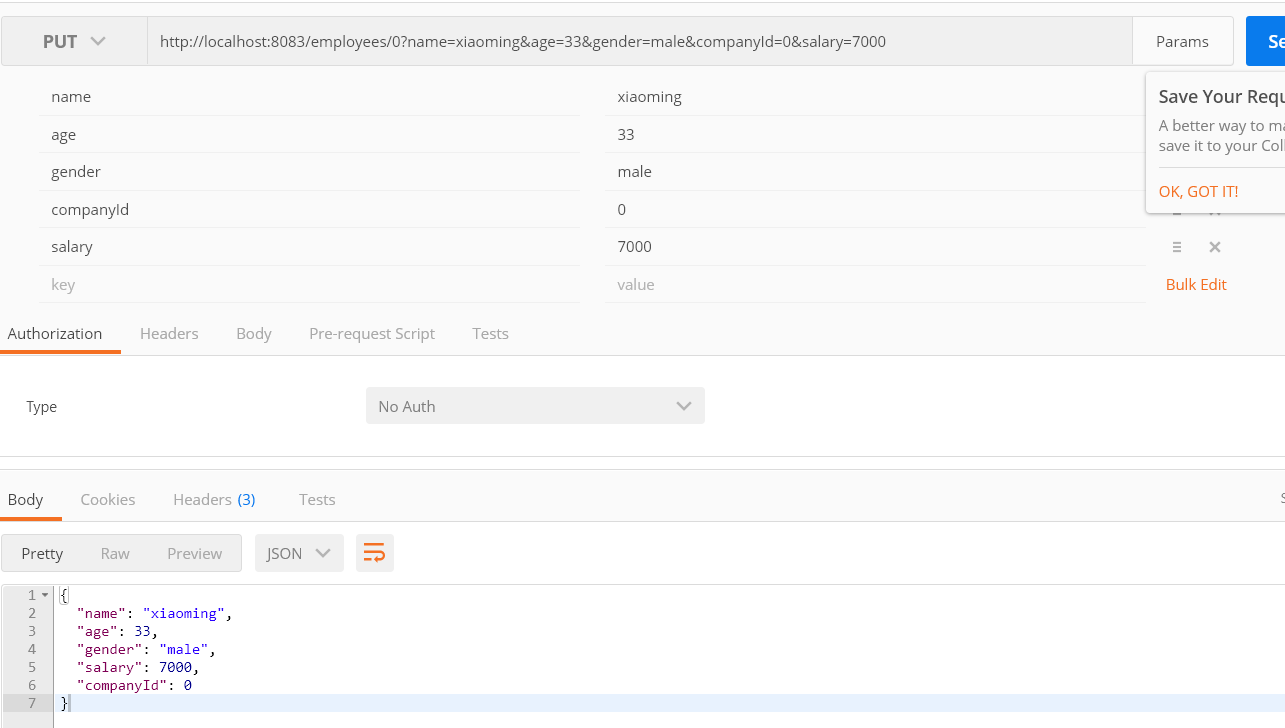 PUT http://localhost:8083/employees/0?name=xiaoming&age=33&gender=male&companyId=0&salary=7000 Params
name xiaoming
Save Your
age 33
A better way to
save it to your
gender male
OK, GOT IT!
companyId 0
salary 7000
key value Bulk Edit
Authorization Headers Body Pre-request Script Tests
Type No Auth
Body Cookies Headers (3) Tests
Pretty Raw Preview JSON
1 {
2 "name": "xiaoming",
3 "age": 33,
4 "gender": "male",
5 "salary": 7000,
6 "companyId": 0
7 }